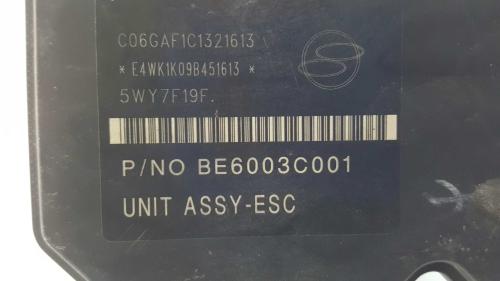 C06GAF1C1321613
* E4WK1K09B451613 *
5WY7F19F.
P/NO BE6003C001
UNIT ASSY-ESC